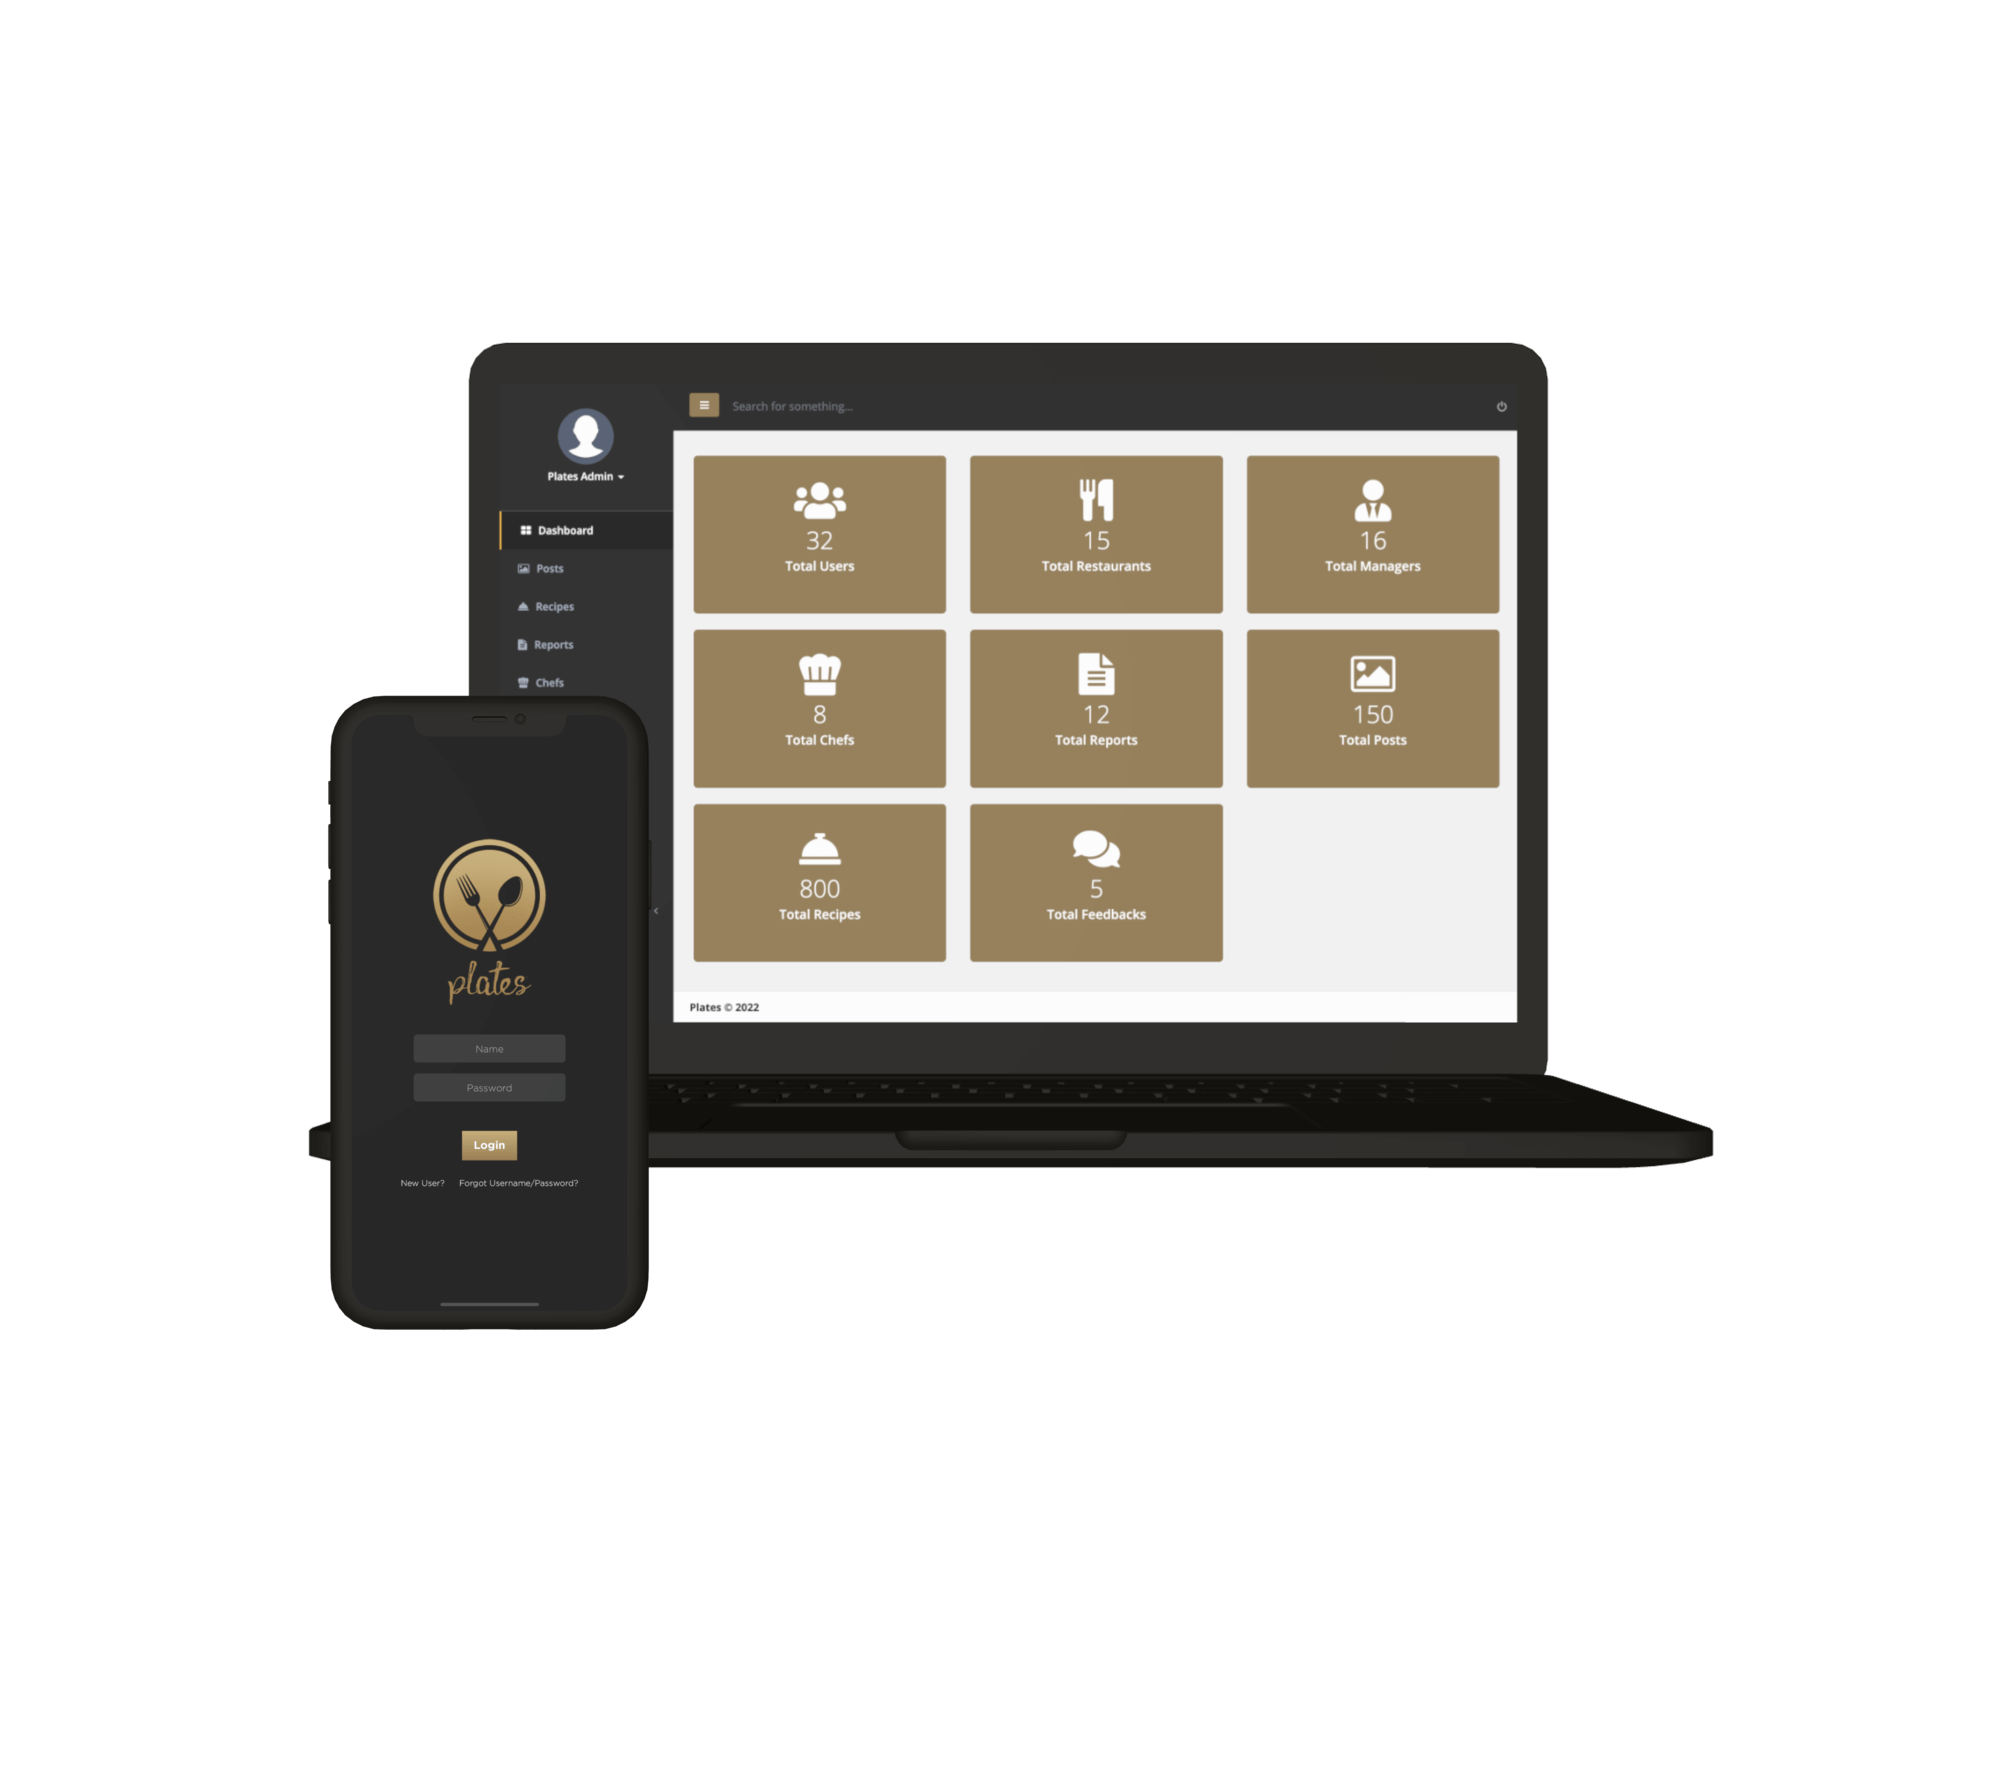 Search for something...
Plates Admin
Dashboard
Posts
Recipes
Reports
Chefs
32
Total Users
15
Total Restaurants
16
Total Managers
8
Total Chefs
12
Total Reports
150
Total Posts
800
Total Recipes
5
Total Feedbacks
Plates © 2022
plates
Name
Password
Login
New User? Forgot Username/Password?